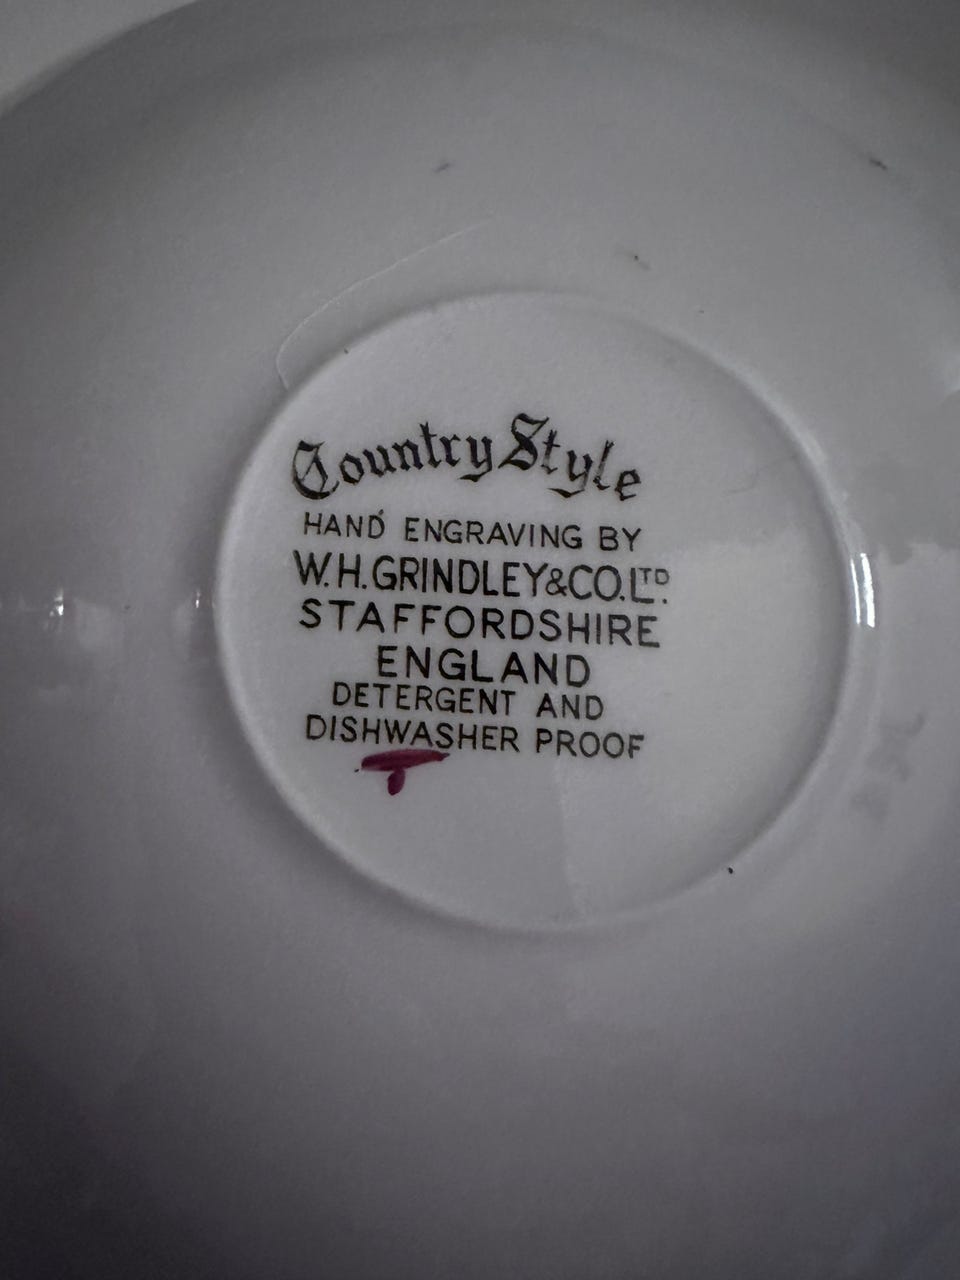 Country Style
HAND ENGRAVING BY
W.H.GRINDLEY&CO.LTD.
STAFFORDSHIRE
ENGLAND
DETERGENT AND
DISHWASHER PROOF